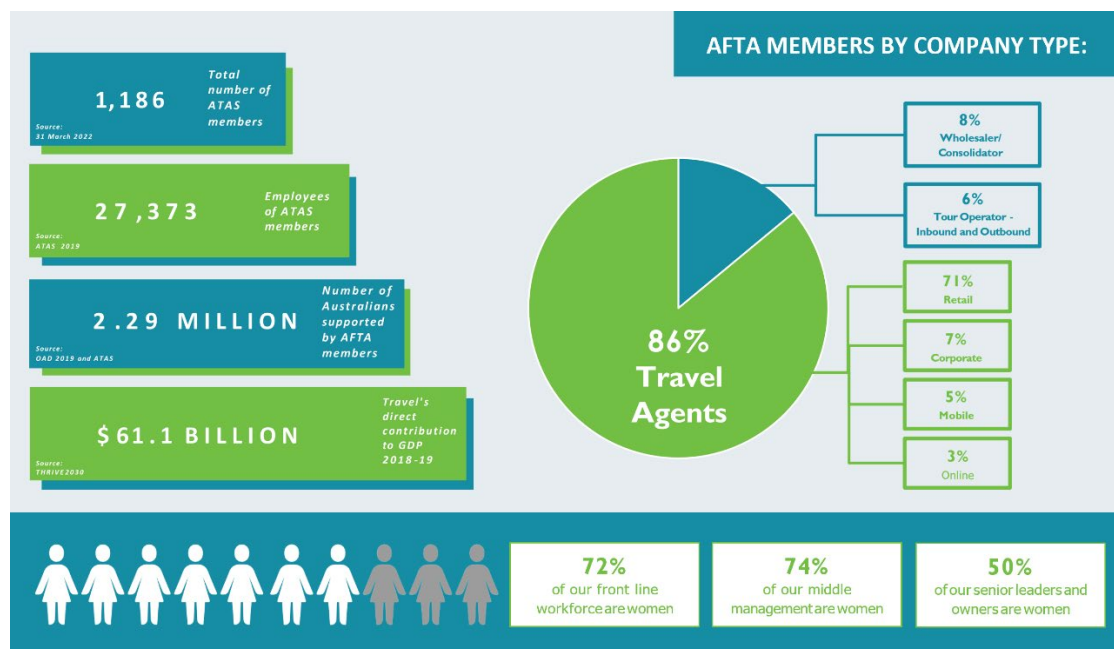 AFTA MEMBERS BY COMPANY TYPE:
1,186
Total
number of
ATAS
members
Source:
31 March 2022
27,373
Employees
of ATAS
members
Source:
ATAS 2019
2.29 MILLION
Number of
Australians
supported
by AFTA
members
Source:
OAD 2019 and ATAS
$61.1 BILLION
Travel's
direct
contribution
to GDP
2018-19
Source:
THRIVE2030
86%
Travel
Agents
8%
Wholesaler/
Consolidator
6%
Tour Operator -
Inbound and Outbound
71%
Retail
7%
Corporate
5%
Mobile
3%
Online
72%
of our front line
workforce are women
74%
of our middle
management are women
50%
of our senior leaders and
owners are women